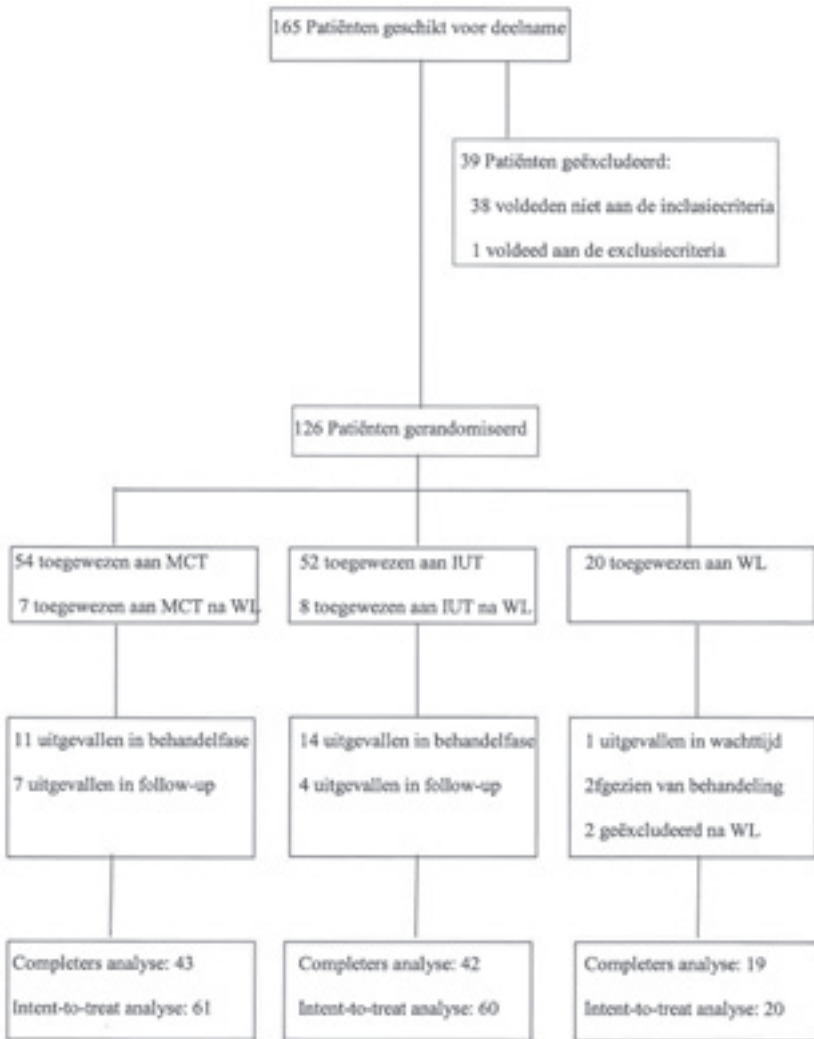 165 Patiënten geschikt voor deelname
39 Patiënten geëxcludeerd:
38 voldeden niet aan de inclusiecriteria
1 voldeed aan de exclusiecriteria
126 Patiënten gerandomiseerd
54 toegewezen aan MCT
7 toegewezen aan MCT na WL
52 toegewezen aan IUT
8 toegewezen aan IUT na WL
20 toegewezen aan WL
11 uitgevallen in behandelfase
7 uitgevallen in follow-up
14 uitgevallen in behandelfase
4 uitgevallen in follow-up
1 uitgevallen in wachttijd
2fgezien van behandeling
2 geëxcludeerd na WL
Completers analyse: 43
Intent-to-treat analyse: 61
Completers analyse: 42
Intent-to-treat analyse: 60
Completers analyse: 19
Intent-to-treat analyse: 20